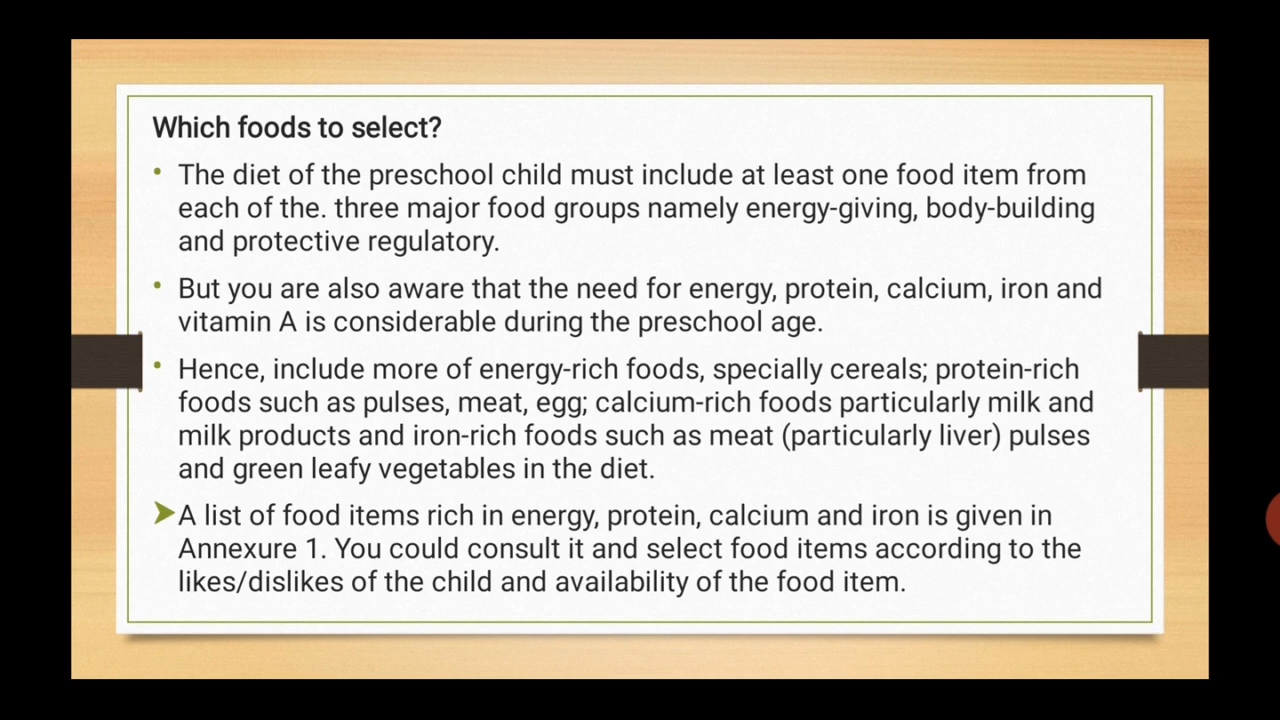 Which foods to select?
• The diet of the preschool child must include at least one food item from
each of the. three major food groups namely energy-giving, body-building
and protective regulatory.
• But you are also aware that the need for energy, protein, calcium, iron and
vitamin A is considerable during the preschool age.
• Hence, include more of energy-rich foods, specially cereals; protein-rich
foods such as pulses, meat, egg; calcium-rich foods particularly milk and
milk products and iron-rich foods such as meat (particularly liver) pulses
and green leafy vegetables in the diet.
➤A list of food items rich in energy, protein, calcium and iron is given in
Annexure 1. You could consult it and select food items according to the
likes/dislikes of the child and availability of the food item.